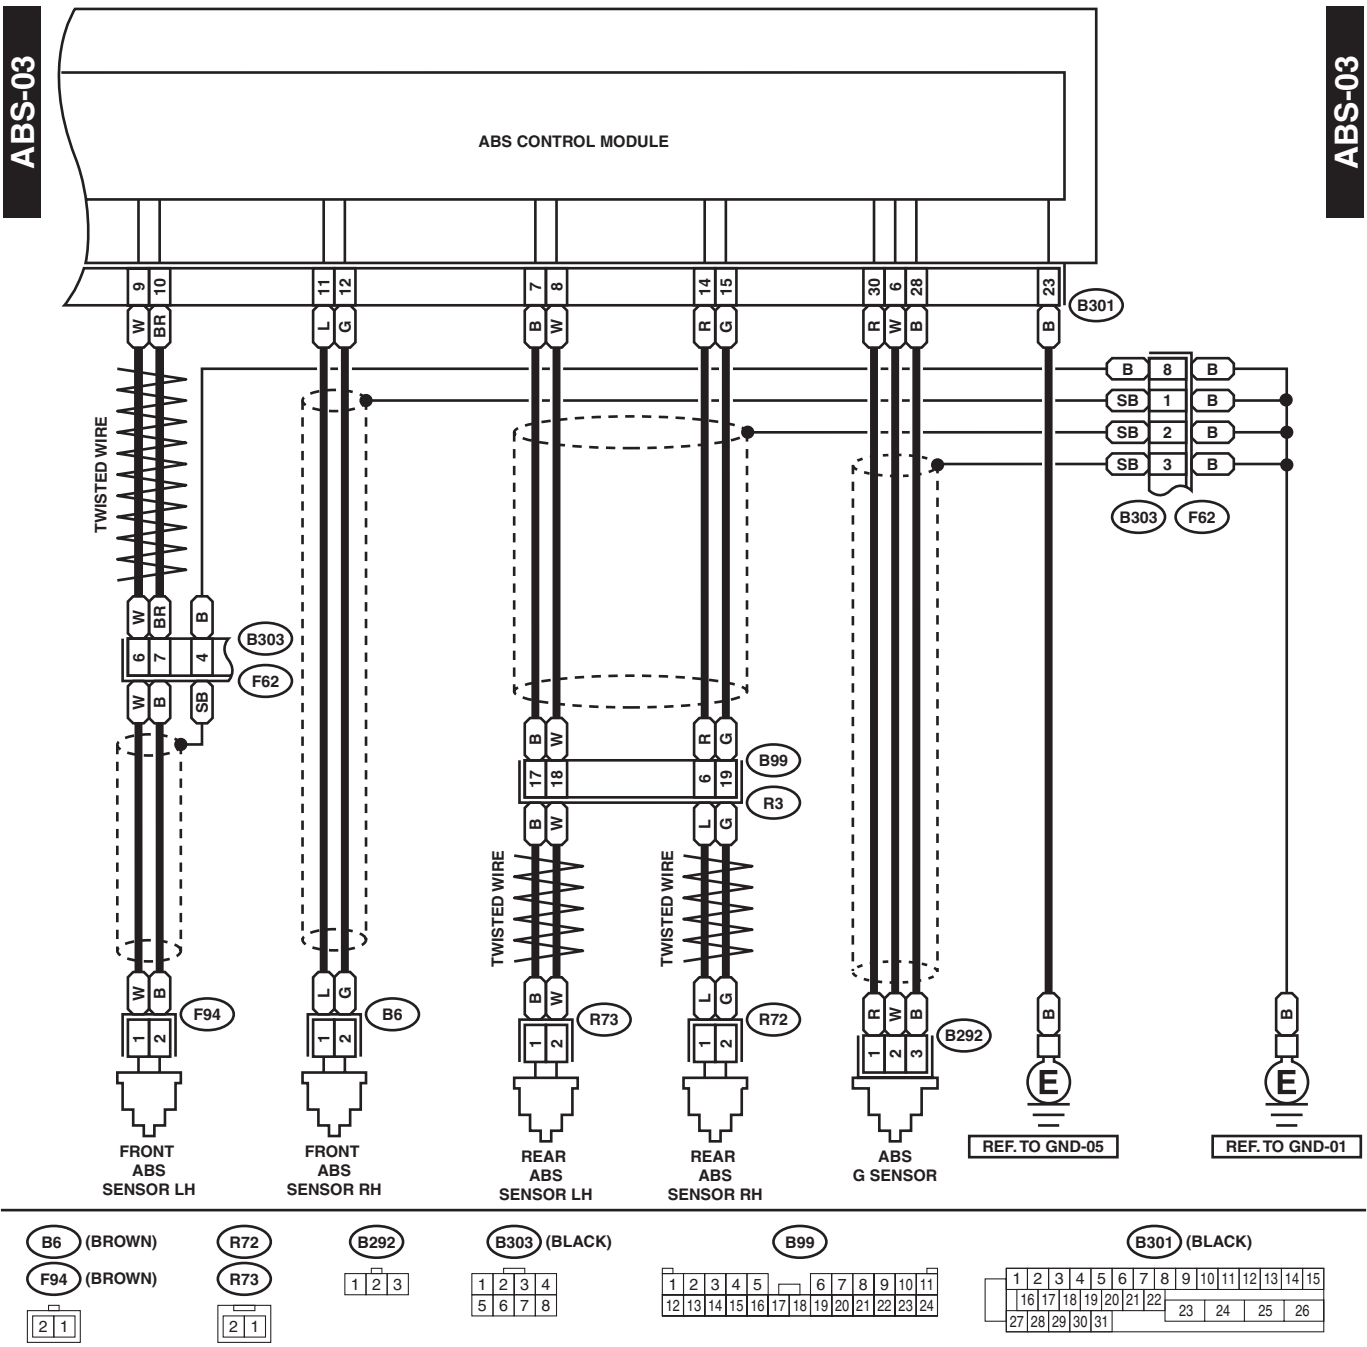 ABS-03
ABS-03
ABS CONTROL MODULE
9 10 11 12 7 8 14 15 30 6 28 23
B301
W BR L G B W R G R W B B
B 8 B
SB 1 B
SB 2 B
SB 3 B
B303 F62
TWISTED WIRE
W BR B
B303
6 7 4
F62
W B SB
B W R G
B99
17 18 6 19
R3
B W L G
TWISTED WIRE
TWISTED WIRE
W B L G B W L G R W B B B
F94 B6 R73 R72 B292
1 2 1 2 1 2 1 2 1 2 3
E E
REF. TO GND-05
REF. TO GND-01
FRONT
ABS
SENSOR LH
FRONT
ABS
SENSOR RH
REAR
ABS
SENSOR LH
REAR
ABS
SENSOR RH
ABS
G SENSOR
B6 (BROWN)
F94 (BROWN)
2 1
R72
R73
2 1
B292
1 2 3
B303 (BLACK)
1 2 3 4
5 6 7 8
B99
1 2 3 4 5 6 7 8 9 10 11
12 13 14 15 16 17 18 19 20 21 22 23 24
B301 (BLACK)
1 2 3 4 5 6 7 8 9 10 11 12 13 14 15
16 17 18 19 20 21 22 23 24 25 26
27 28 29 30 31